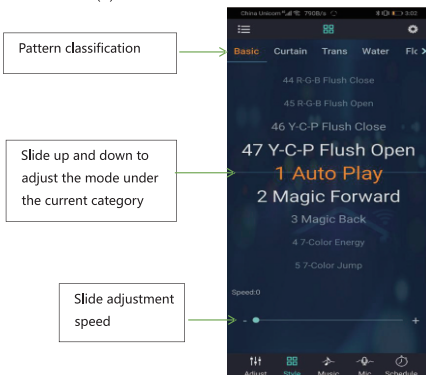 China Unicom 790B/s 3:02
Pattern classification
Basic Curtain Trans Water Flo
44 R-G-B Flush Close
45 R-G-B Flush Open
46 Y-C-P Flush Close
47 Y-C-P Flush Open
1 Auto Play
2 Magic Forward
3 Magic Back
4 7-Color Energy
5 7-Color Jump
Slide up and down to
adjust the mode under
the current category
Speed:0
Slide adjustment
speed
- +
Adjust Style Music Mic Schedule